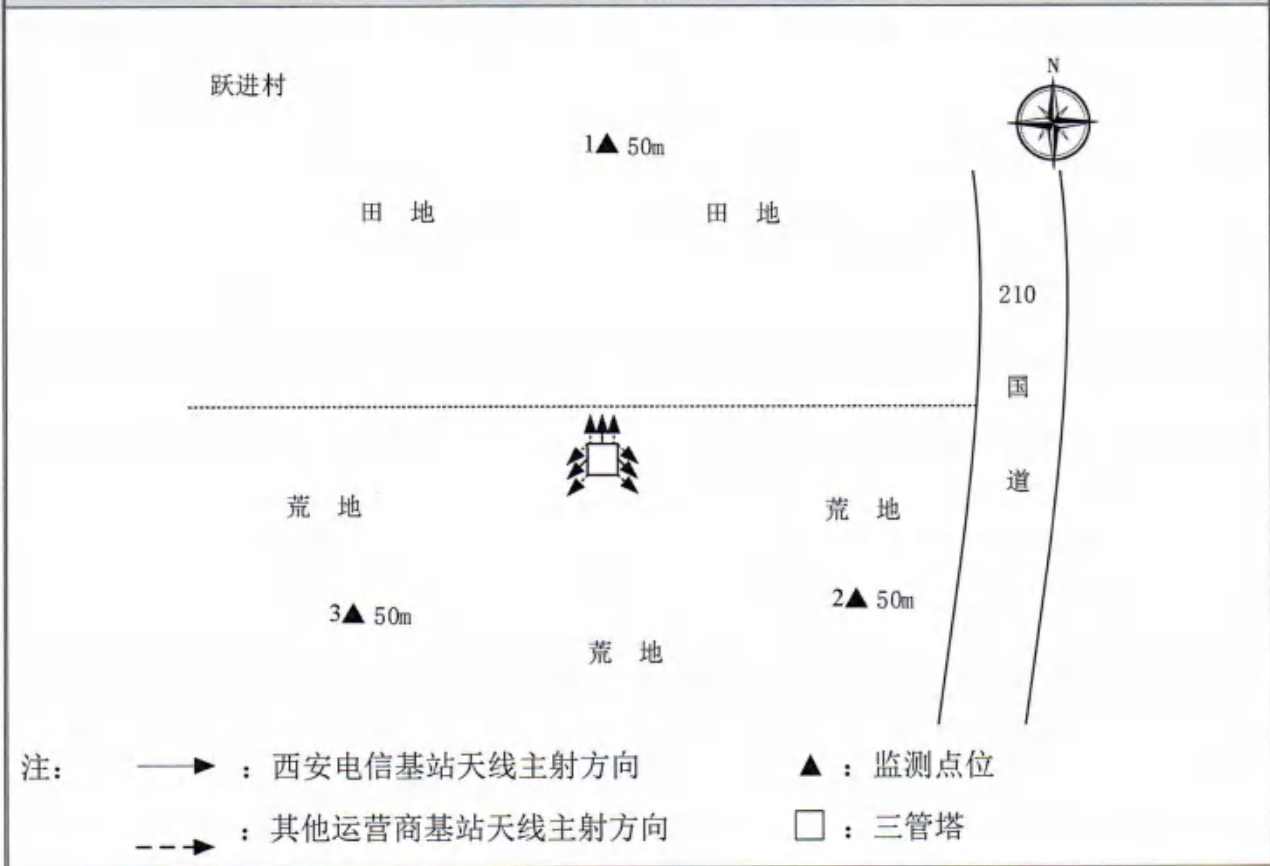 N
跃进村
1▲ 50m
田 地 田 地
210
国
道
荒 地 荒 地
3▲ 50m 2▲ 50m
荒 地
注： ：西安电信基站天线主射方向 ▲：监测点位
：其他运营商基站天线主射方向 □：三管塔